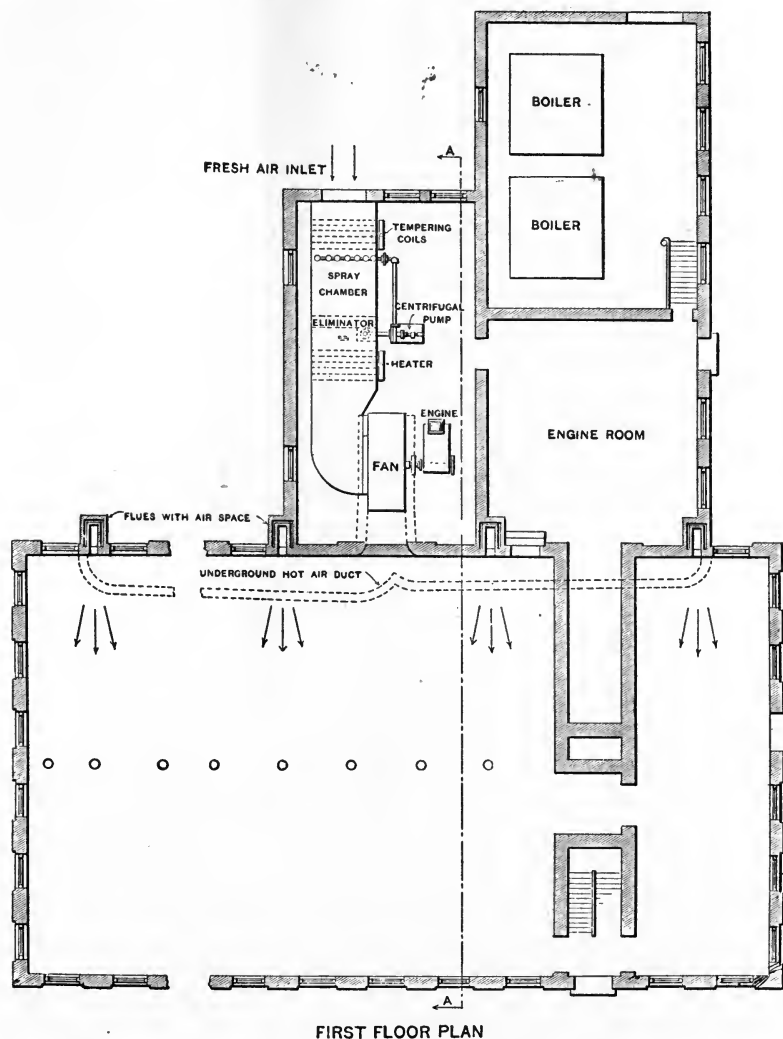 BOILER
A
FRESH AIR INLET
TEMPERING
COILS
BOILER
SPRAY
CHAMBER
CENTRIFUGAL
PUMP
ELIMINATOR
HEATER
ENGINE
ENGINE ROOM
FAN
FLUES WITH AIR SPACE
UNDERGROUND HOT AIR DUCT
A
FIRST FLOOR PLAN